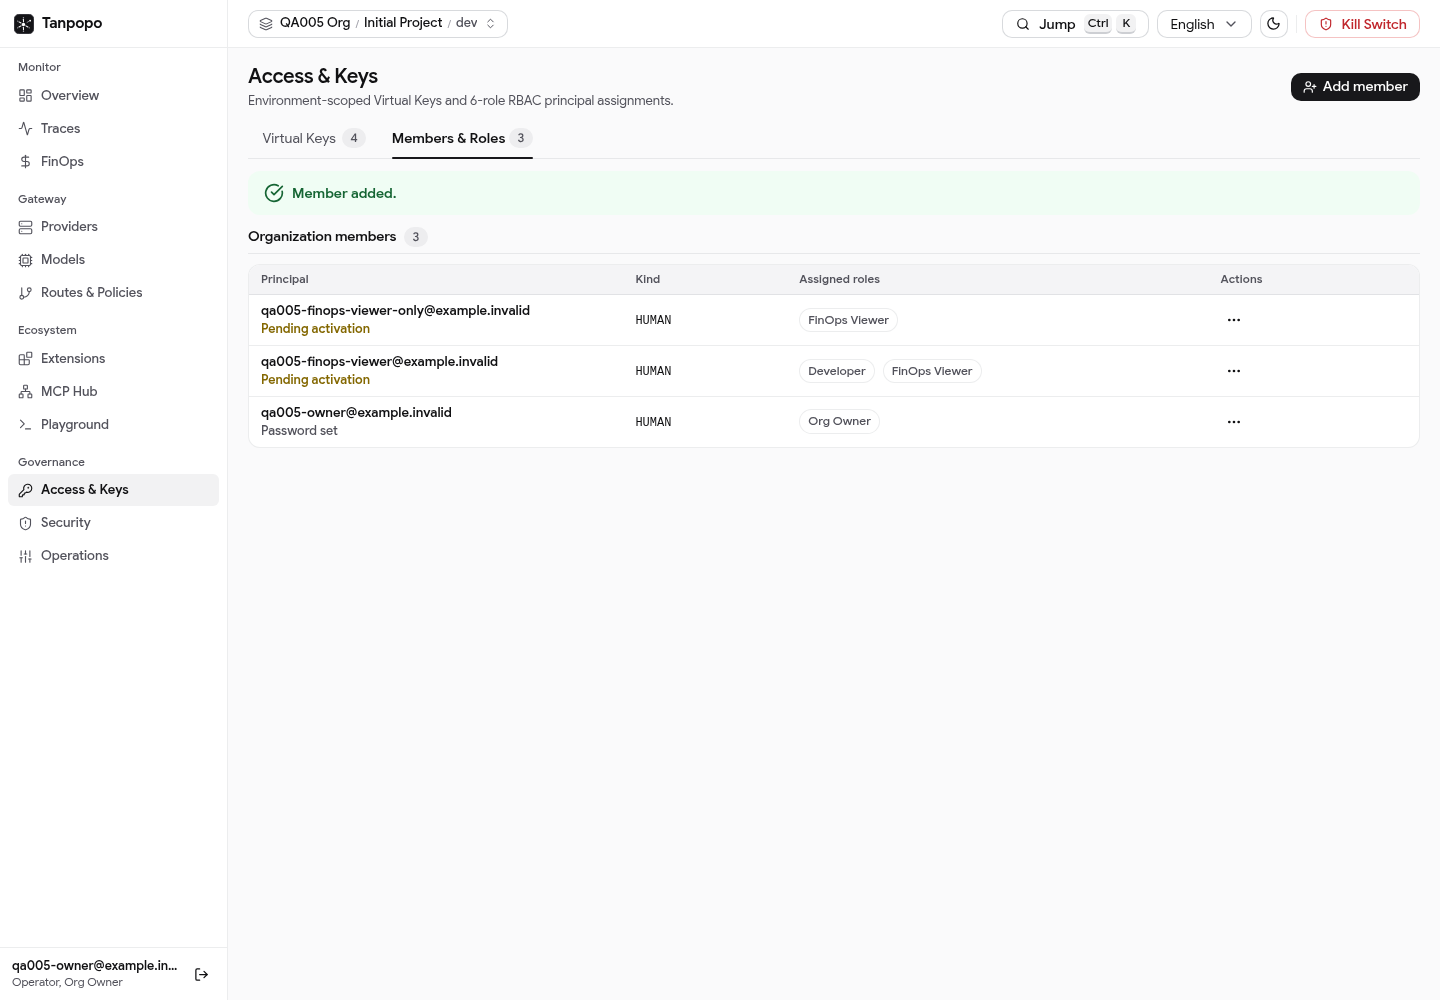 Tanpopo
QA005 Org / Initial Project / dev
Jump Ctrl K
English
Kill Switch
Monitor
Overview
Traces
FinOps
Gateway
Providers
Models
Routes & Policies
Ecosystem
Extensions
MCP Hub
Playground
Governance
Access & Keys
Security
Operations
qa005-owner@example.in...
Operator, Org Owner
Access & Keys
Environment-scoped Virtual Keys and 6-role RBAC principal assignments.
Add member
Virtual Keys 4
Members & Roles 3
Member added.
Organization members 3
Principal Kind Assigned roles Actions
qa005-finops-viewer-only@example.invalid
Pending activation
HUMAN
FinOps Viewer
qa005-finops-viewer@example.invalid
Pending activation
HUMAN
Developer FinOps Viewer
qa005-owner@example.invalid
Password set
HUMAN
Org Owner